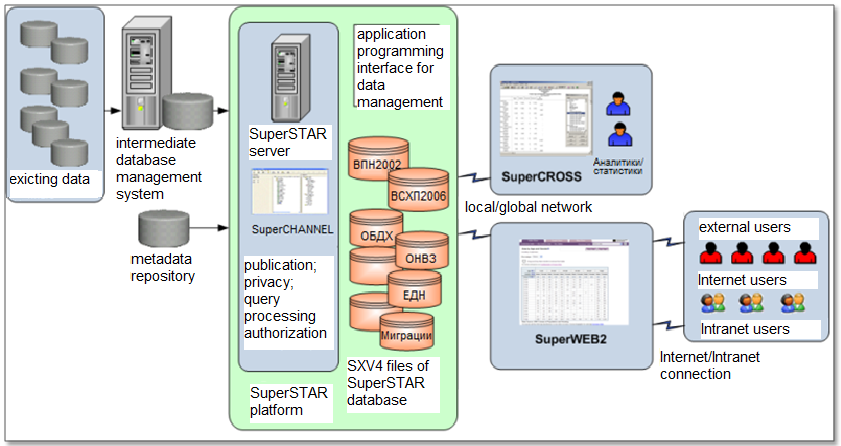 exicting data
intermediate
database
management
system
metadata
repository
SuperSTAR
server
SuperCHANNEL
publication;
privacy;
query
processing
authorization
SuperSTAR
platform
application
programming
interface for
data
management
ВПН2002
ВСХП2006
ОБДХ
ОНВЗ
ЕДН
Миграции
SXV4 files of
SuperSTAR
database
SuperCROSS
Аналитики/
статистики
local/global network
SuperWEB2
external users
Internet users
Intranet users
Internet/Intranet
connection